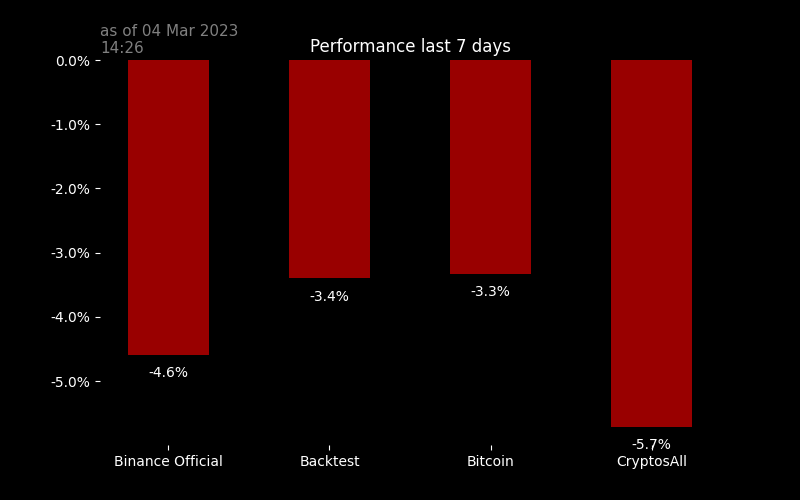 as of 04 Mar 2023
14:26
Performance last 7 days
0.0%
-1.0%
-2.0%
-3.0%
-4.0%
-5.0%
-4.6%
-3.4%
-3.3%
-5.7%
Binance Official
Backtest
Bitcoin
CryptosAll